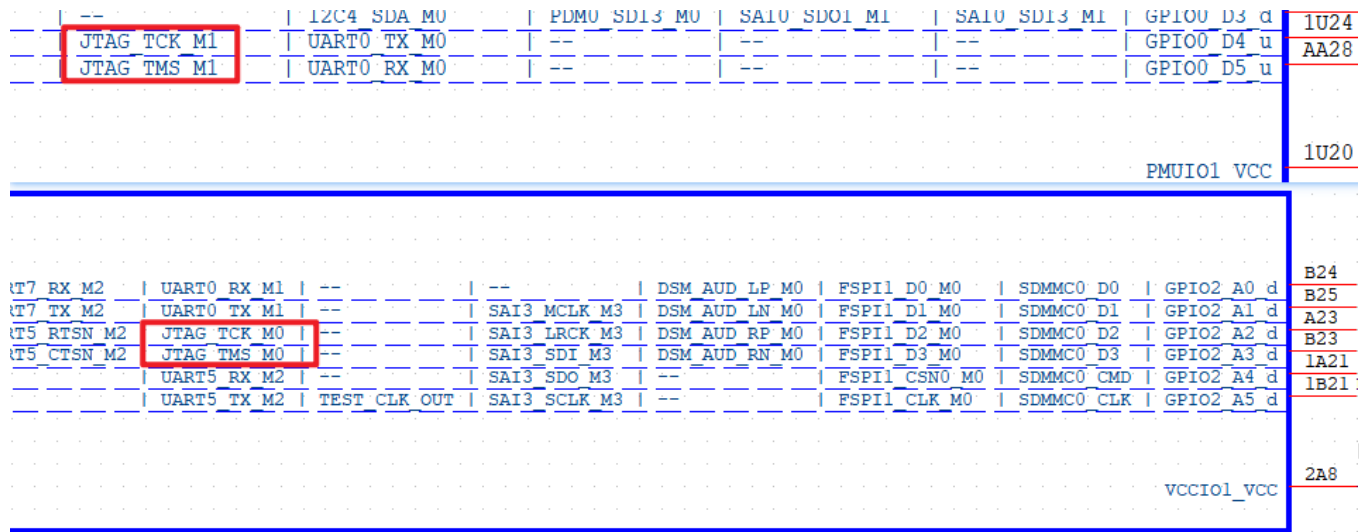 | -- | I2C4_SDA_M0 | PDM0_SDI3_M0 | SAI0_SDO1_M1 | SAI0_SDI3_M1 | GPIO0_D3_d 1U24
| JTAG_TCK_M1 | UART0_TX_M0 | -- | -- | -- | GPIO0_D4_u AA28
| JTAG_TMS_M1 | UART0_RX_M0 | -- | -- | -- | GPIO0_D5_u
1U20
PMUIO1_VCC
B24
RT7_RX_M2 | UART0_RX_M1 | -- | -- | DSM_AUD_LP_M0 | FSPI1_D0_M0 | SDMMC0_D0 | GPIO2_A0_d B25
RT7_TX_M2 | UART0_TX_M1 | -- | SAI3_MCLK_M3 | DSM_AUD_LN_M0 | FSPI1_D1_M0 | SDMMC0_D1 | GPIO2_A1_d A23
RT5_RTSN_M2 | JTAG_TCK_M0 | -- | SAI3_LRCK_M3 | DSM_AUD_RP_M0 | FSPI1_D2_M0 | SDMMC0_D2 | GPIO2_A2_d B23
RT5_CTSN_M2 | JTAG_TMS_M0 | -- | SAI3_SDI_M3 | DSM_AUD_RN_M0 | FSPI1_D3_M0 | SDMMC0_D3 | GPIO2_A3_d 1A21
| UART5_RX_M2 | -- | SAI3_SDO_M3 | -- | FSPI1_CSN0_M0 | SDMMC0_CMD | GPIO2_A4_d 1B21
| UART5_TX_M2 | TEST_CLK_OUT | SAI3_SCLK_M3 | -- | FSPI1_CLK_M0 | SDMMC0_CLK | GPIO2_A5_d
2A8
VCCIO1_VCC